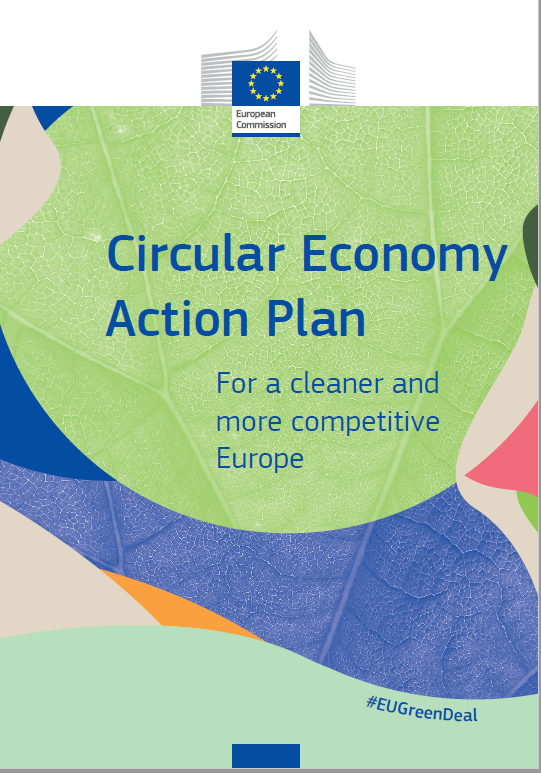 European
Commission
Circular Economy
Action Plan
For a cleaner and
more competitive
Europe
#EUGreenDeal